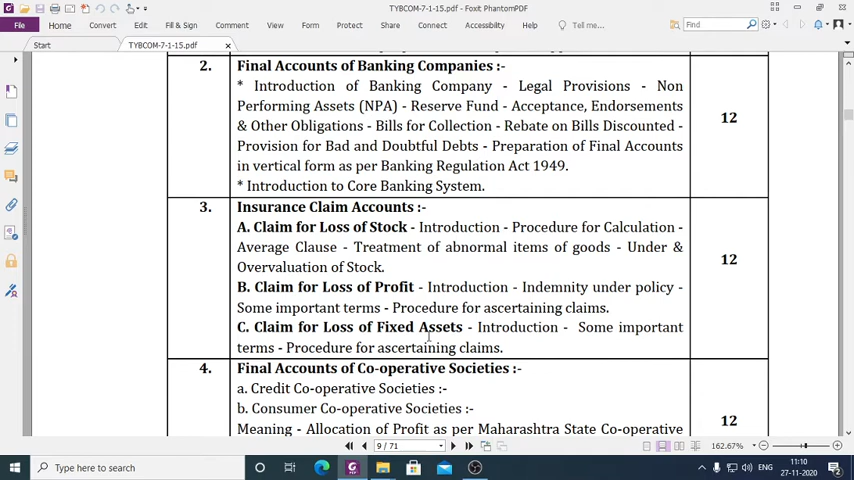 TYBCOM-7-1-15.pdf - Foxit PhantomPDF
File Home Convert Edit Fill & Sign Comment View Form Protect Share Connect Accessibility Help Tell me... Find
Start TYBCOM-7-1-15.pdf
2. Final Accounts of Banking Companies :-
* Introduction of Banking Company - Legal Provisions - Non
Performing Assets (NPA) - Reserve Fund - Acceptance, Endorsements
& Other Obligations - Bills for Collection - Rebate on Bills Discounted -
12
Provision for Bad and Doubtful Debts - Preparation of Final Accounts
in vertical form as per Banking Regulation Act 1949.
* Introduction to Core Banking System.
3. Insurance Claim Accounts :-
A. Claim for Loss of Stock - Introduction - Procedure for Calculation -
Average Clause - Treatment of abnormal items of goods - Under &
Overvaluation of Stock.
12
B. Claim for Loss of Profit - Introduction - Indemnity under policy -
Some important terms - Procedure for ascertaining claims.
C. Claim for Loss of Fixed Assets - Introduction - Some important
terms - Procedure for ascertaining claims.
4. Final Accounts of Co-operative Societies :-
a. Credit Co-operative Societies :-
b. Consumer Co-operative Societies :-
12
Meaning - Allocation of Profit as per Maharashtra State Co-operative
9 / 71 162.67%
Type here to search ENG 11:10
27-11-2020